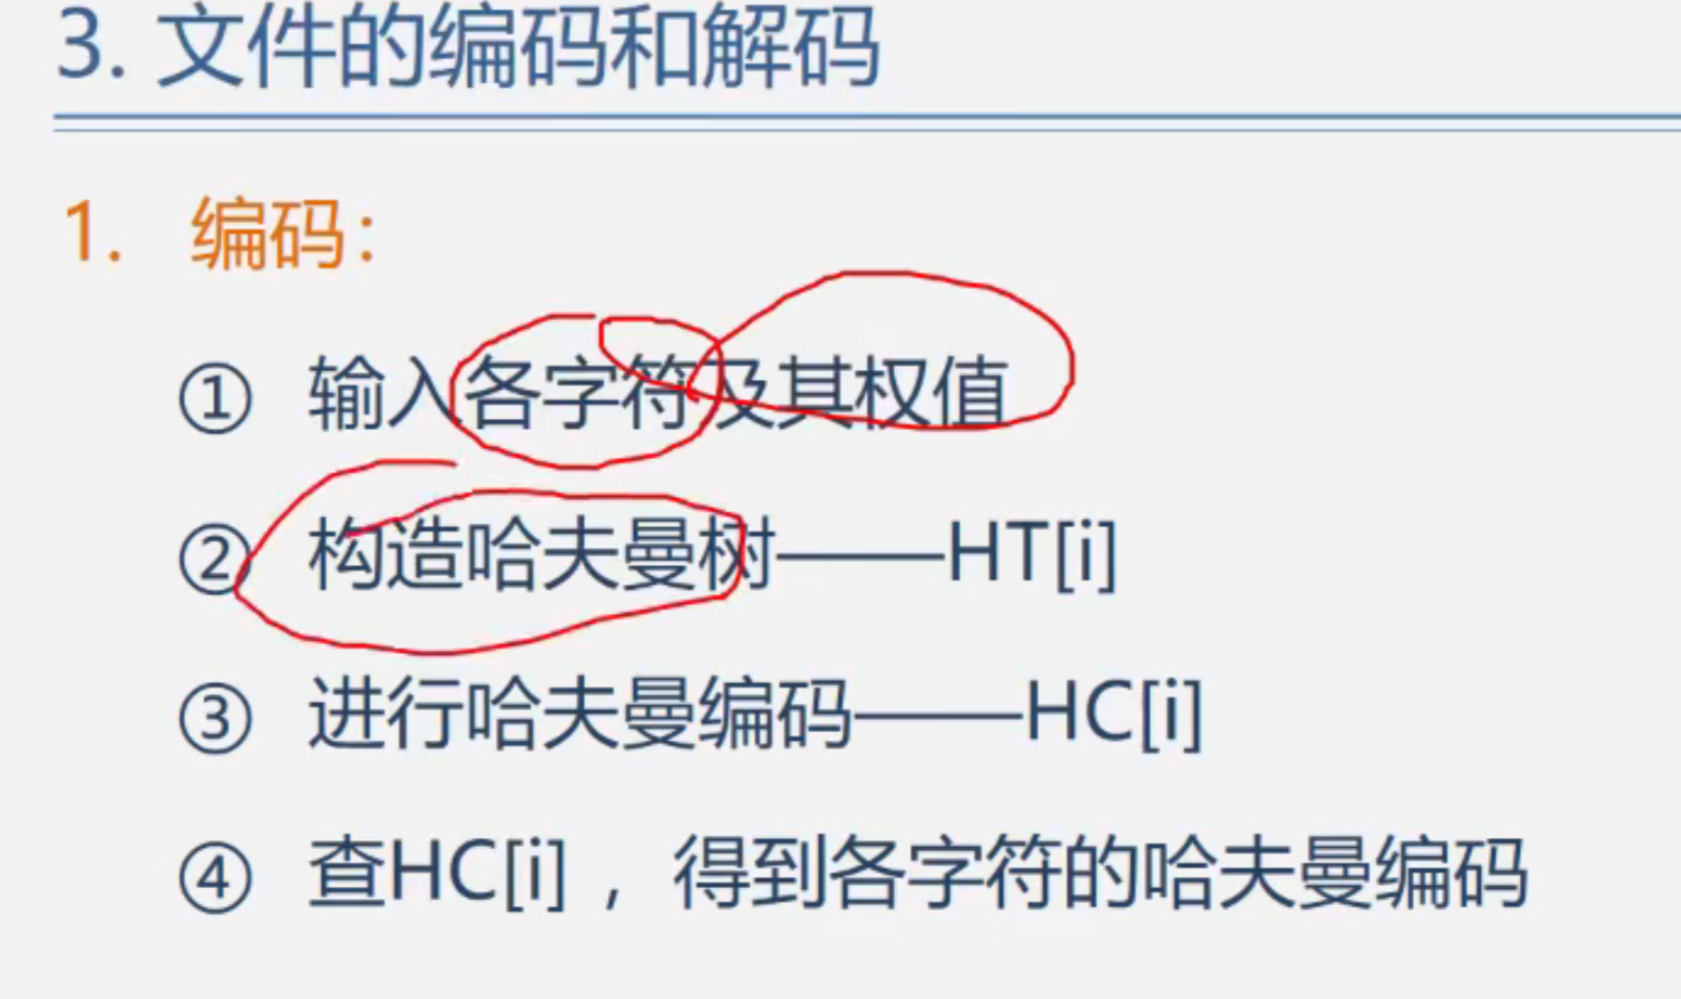 3. 文件的编码和解码
1. 编码：
① 输入各字符及其权值
② 构造哈夫曼树——HT[i]
③ 进行哈夫曼编码——HC[i]
④ 查HC[i]，得到各字符的哈夫曼编码